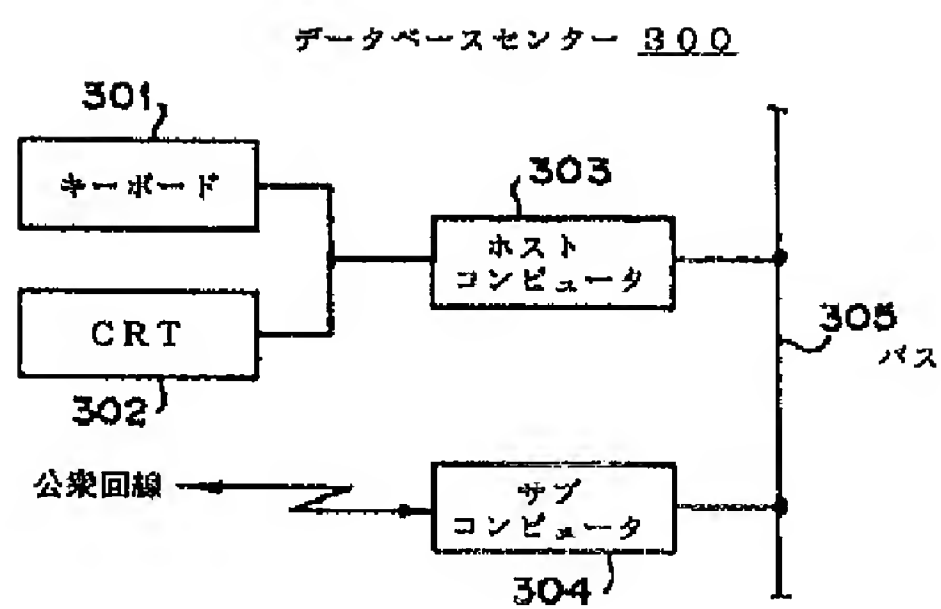 データベースセンター 300
301
キーボード
303
ホスト
コンピュータ
CRT
302
305
バス
公衆回線
サブ
コンピュータ
304